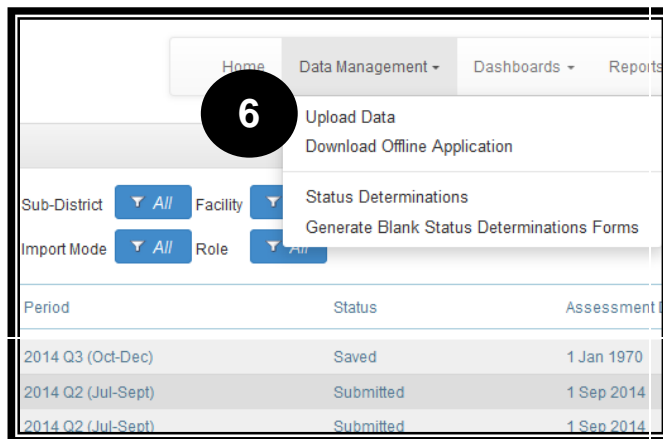 Home Data Management Dashboards Reports
6
Upload Data
Download Offline Application
Status Determinations
Generate Blank Status Determinations Forms
Sub-District All Facility
Import Mode All Role All
Period Status Assessment
2014 Q3 (Oct-Dec) Saved 1 Jan 1970
2014 Q2 (Jul-Sept) Submitted 1 Sep 2014
2014 Q2 (Jul-Sept) Submitted 1 Sep 2014